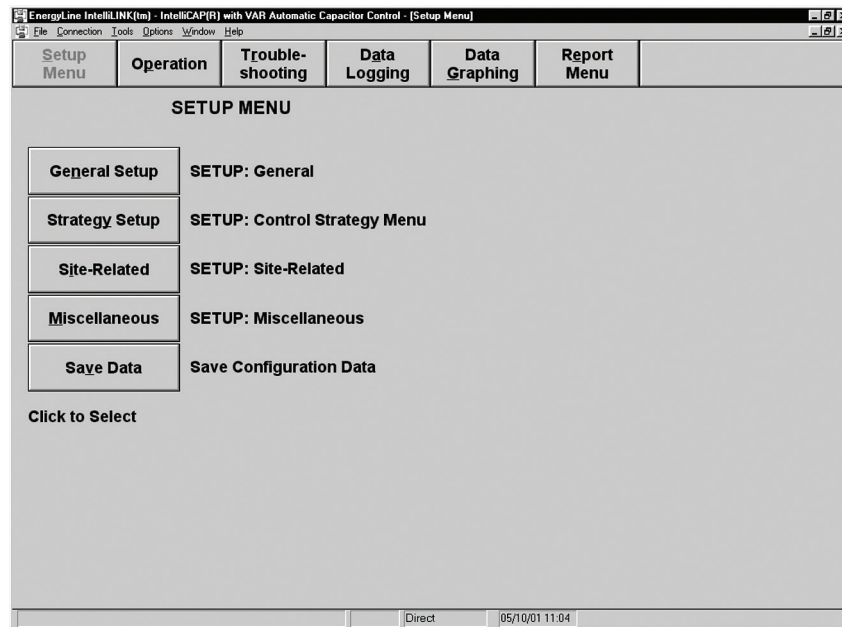 EnergyLine IntelliLINK(tm) - IntelliCAP(R) with VAR Automatic Capacitor Control - [Setup Menu]
File Connection Tools Options Window Help
Setup Menu
Operation
Trouble-shooting
Data Logging
Data Graphing
Report Menu
SETUP MENU
General Setup SETUP: General
Strategy Setup SETUP: Control Strategy Menu
Site-Related SETUP: Site-Related
Miscellaneous SETUP: Miscellaneous
Save Data Save Configuration Data
Click to Select
Direct 05/10/01 11:04